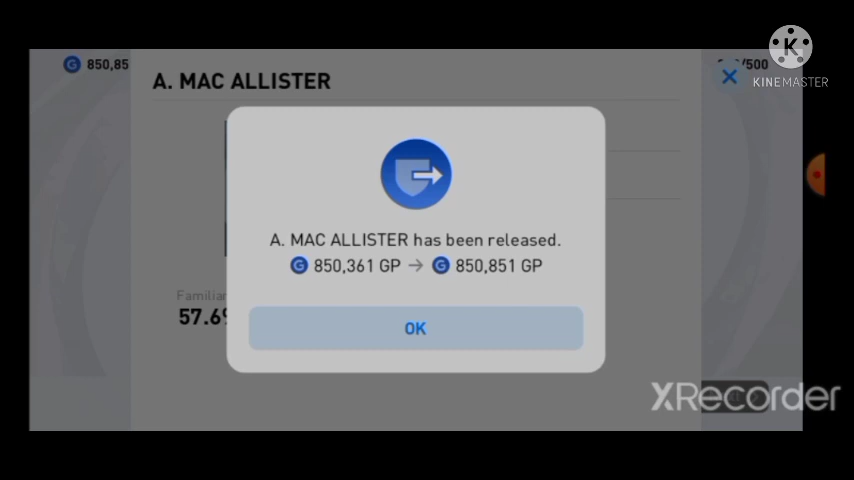 850,85
/500
KINEMASTER
A. MAC ALLISTER
A. MAC ALLISTER has been released.
G 850,361 GP → G 850,851 GP
Familiar
57.6
OK
XRecorder